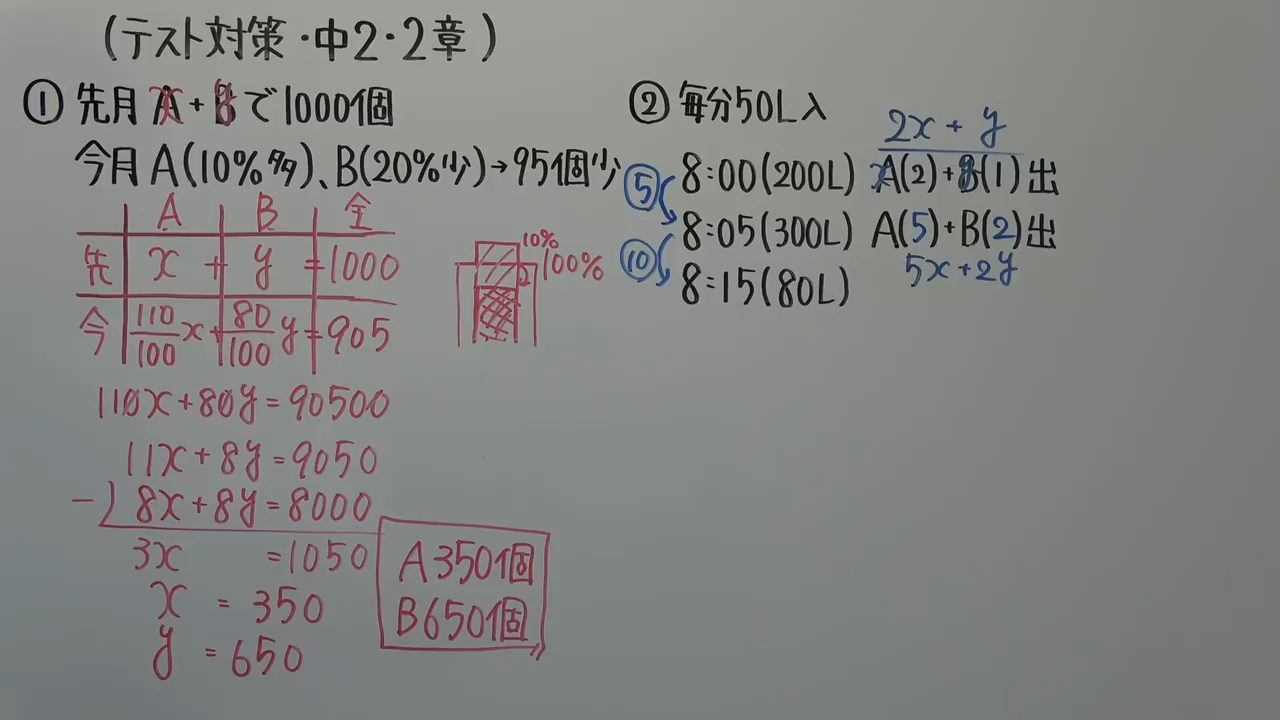 (テスト対策・中2・2章)
① 先月 A + B で1000個
x y
今月 A(10%多)、B(20%少)→95個少
A B 全
先 x + y = 1000
今 110/100 x + 80/100 y = 905
10%
100%
2
110x+80y=90500
11x+8y=9050
-) 8x+8y=8000
3x =1050
x = 350
y = 650
A350個
B650個
② 毎分50L入
2x + y
8:00(200L) A(2)+B(1)出
x y
⑤
8:05(300L) A(5)+B(2)出
5x+2y
⑩
8:15(80L)